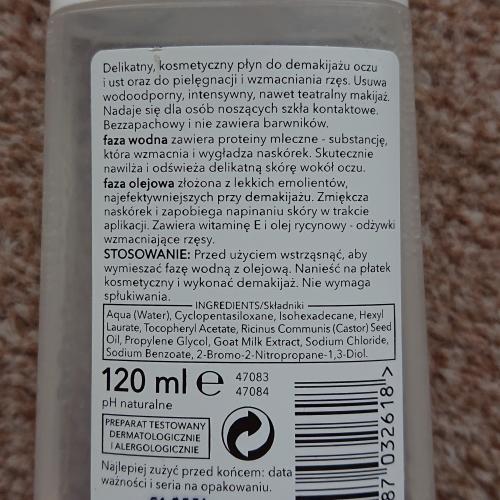 Delikatny, kosmetyczny płyn do demakijażu oczu
i ust oraz do pielęgnacji i wzmacniania rzęs. Usuwa
wodoodporny, intensywny, nawet teatralny makijaż.
Nadaje się dla osób noszących szkła kontaktowe.
Bezzapachowy i nie zawiera barwników.
faza wodna zawiera proteiny mleczne - substancję,
która wzmacnia i wygładza naskórek. Skutecznie
nawilża i odświeża delikatną skórę wokół oczu.
faza olejowa złożona z lekkich emolientów,
najefektywniejszych przy demakijażu. Zmiękcza
naskórek i zapobiega napinaniu skóry w trakcie
aplikacji. Zawiera witaminę E i olej rycynowy - odżywki
wzmacniające rzęsy.
STOSOWANIE: Przed użyciem wstrząsnąć, aby
wymieszać fazę wodną z olejową. Nanieść na płatek
kosmetyczny i wykonać demakijaż. Nie wymaga
spłukiwania.
INGREDIENTS/Składniki
Aqua (Water), Cyclopentasiloxane, Isohexadecane, Hexyl
Laurate, Tocopheryl Acetate, Ricinus Communis (Castor) Seed
Oil, Propylene Glycol, Goat Milk Extract, Sodium Chloride,
Sodium Benzoate, 2-Bromo-2-Nitropropane-1,3-Diol.
120 ml e 47083
47084
pH naturalne
PREPARAT TESTOWANY
DERMATOLOGICZNIE
I ALERGOLOGICZNIE
Najlepiej zużyć przed końcem: data
ważności i seria na opakowaniu.
87 032618 >